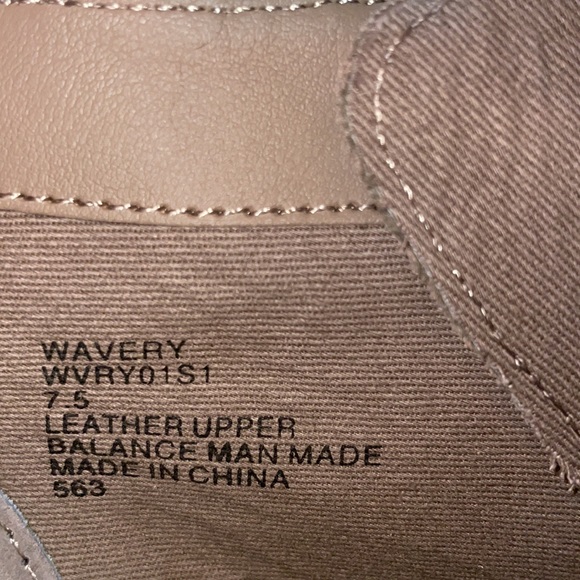 WAVERY
WVRY01S1
7.5
LEATHER UPPER
BALANCE MAN MADE
MADE IN CHINA
563